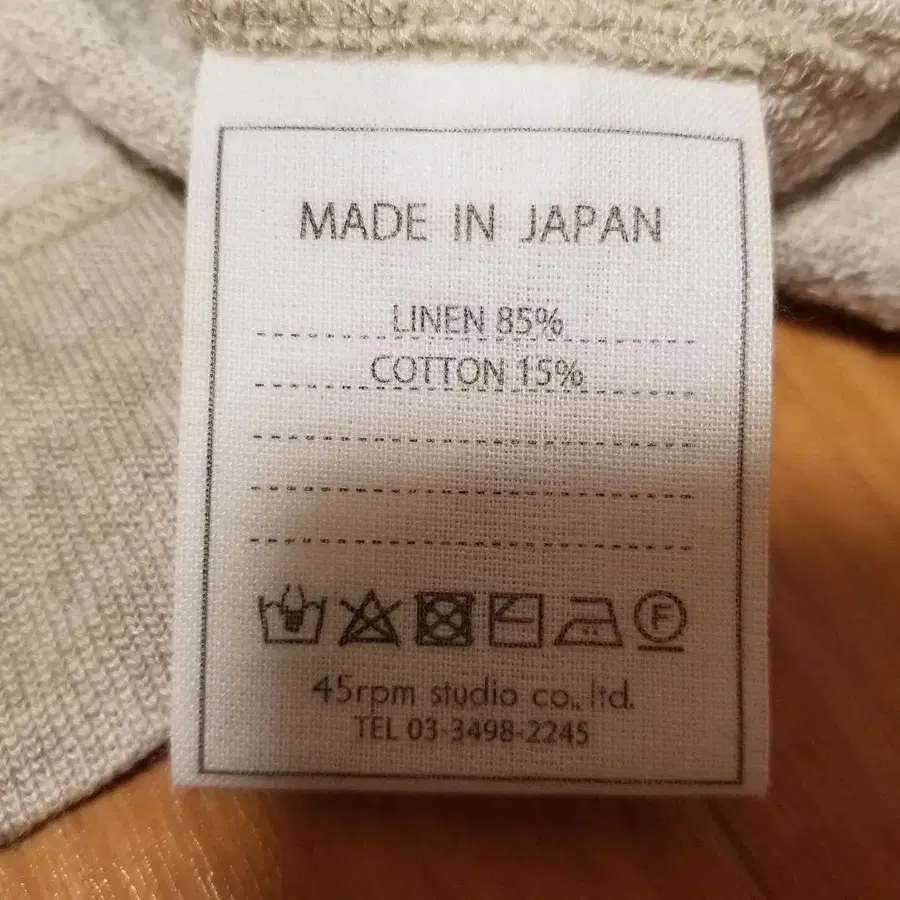 MADE IN JAPAN
LINEN 85%
COTTON 15%
F
45rpm studio co., ltd.
TEL 03-3498-2245